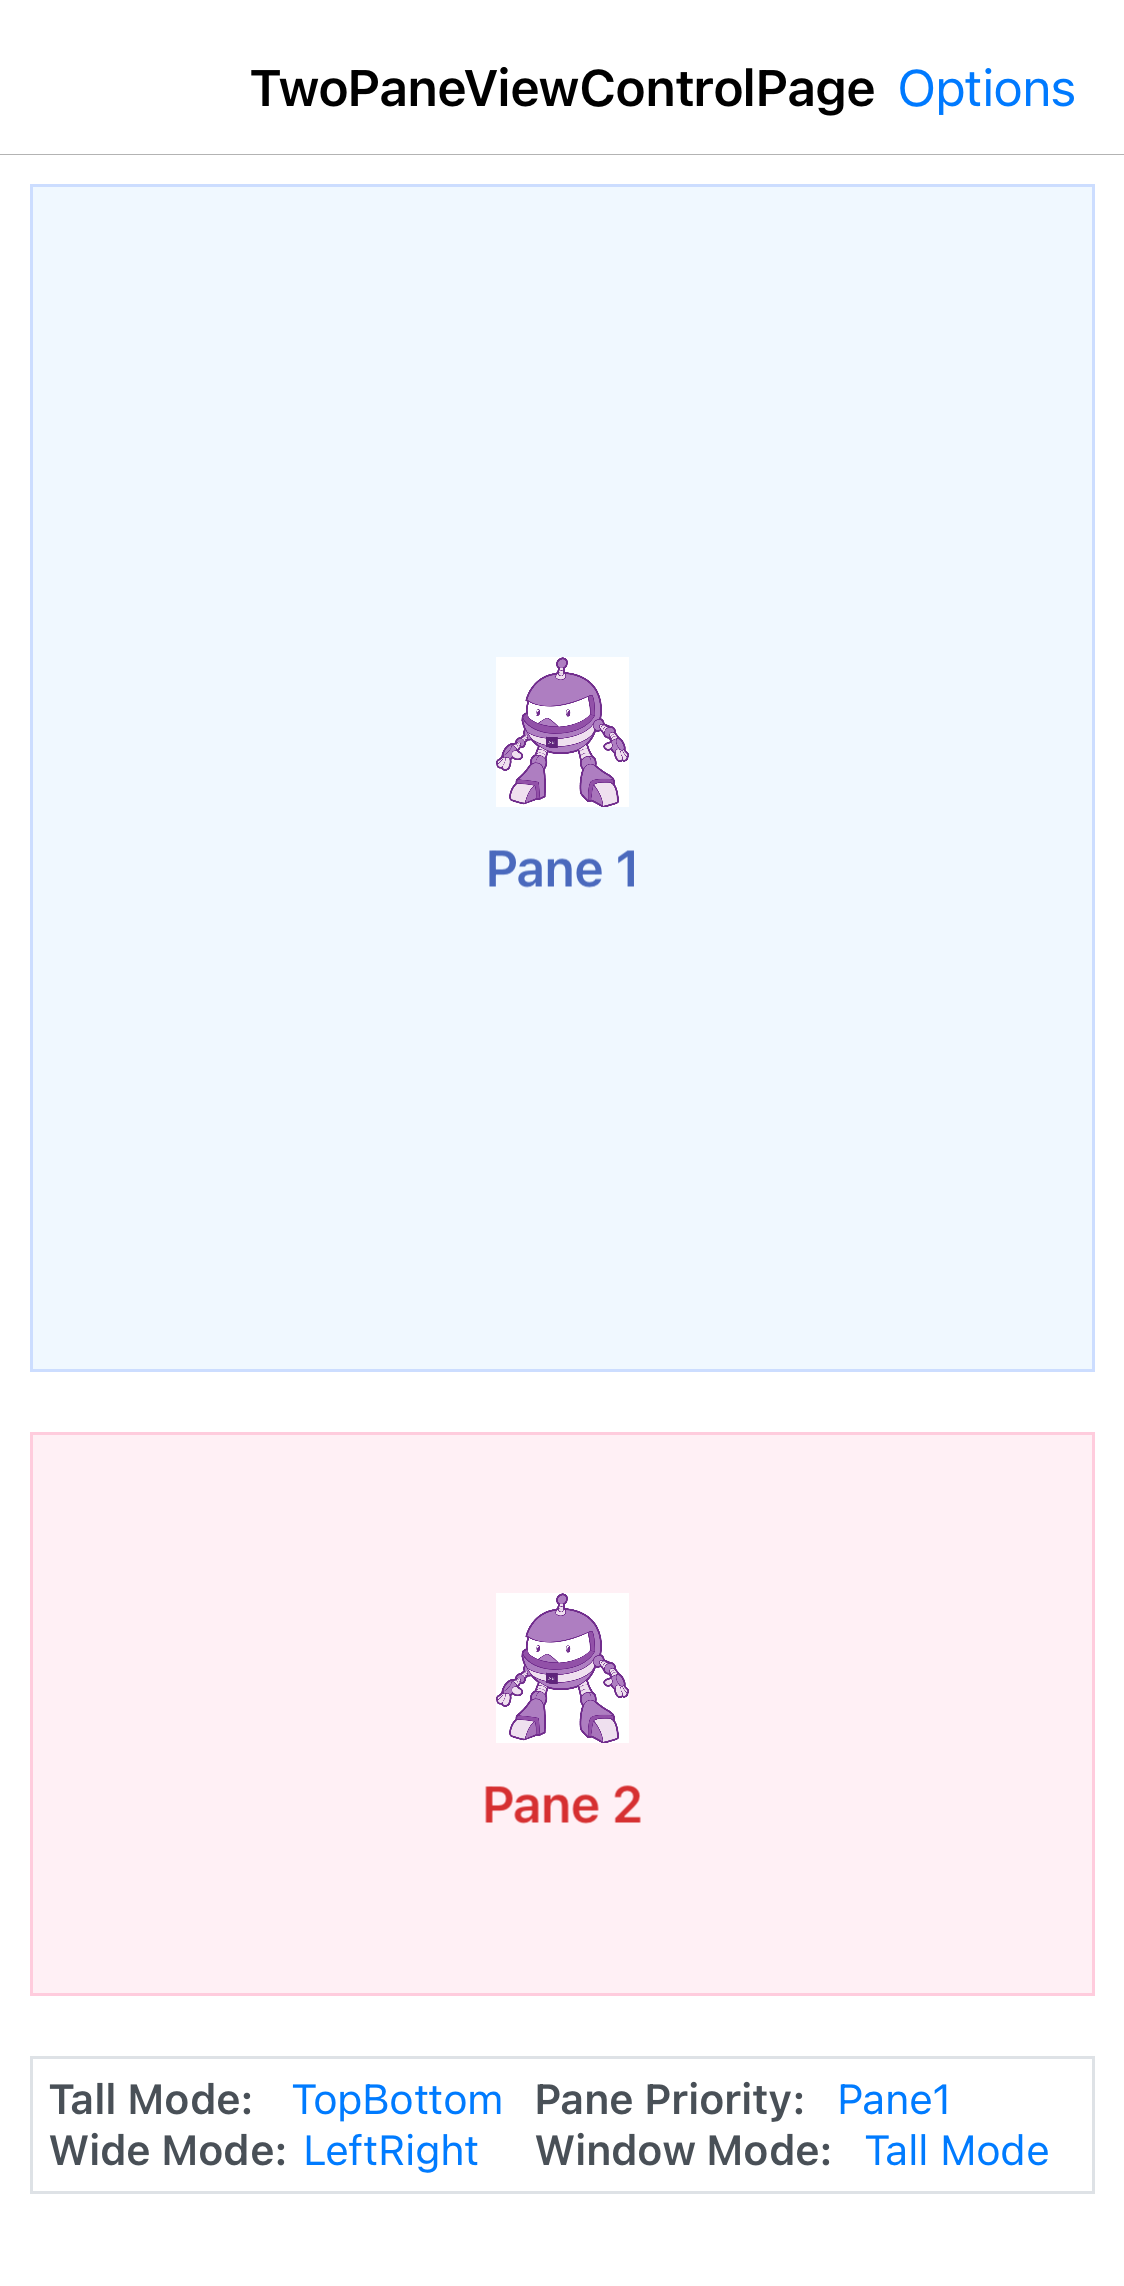 TwoPaneViewControlPage Options
Pane 1
Pane 2
Tall Mode: TopBottom Pane Priority: Pane1
Wide Mode: LeftRight Window Mode: Tall Mode